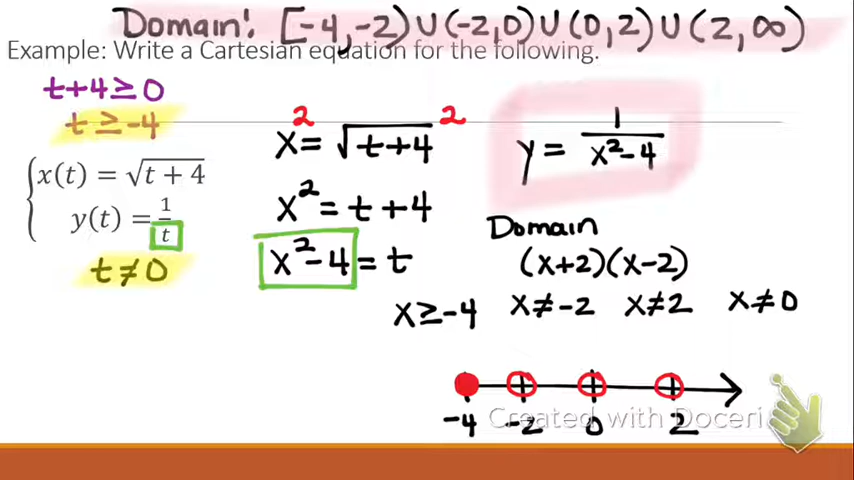 Domain: [-4,-2)∪(-2,0)∪(0,2)∪(2,∞)
Example: Write a Cartesian equation for the following.
t+4≥0
t≥-4
x(t) = √t + 4
y(t) = 1/t
t≠0
x² = √t+4 ²
x² = t+4
x²-4 = t
y = 1/x²-4
Domain
(x+2)(x-2)
x≥-4 x≠-2 x≠2 x≠0
-4 -2 0 2
Created with Doceri